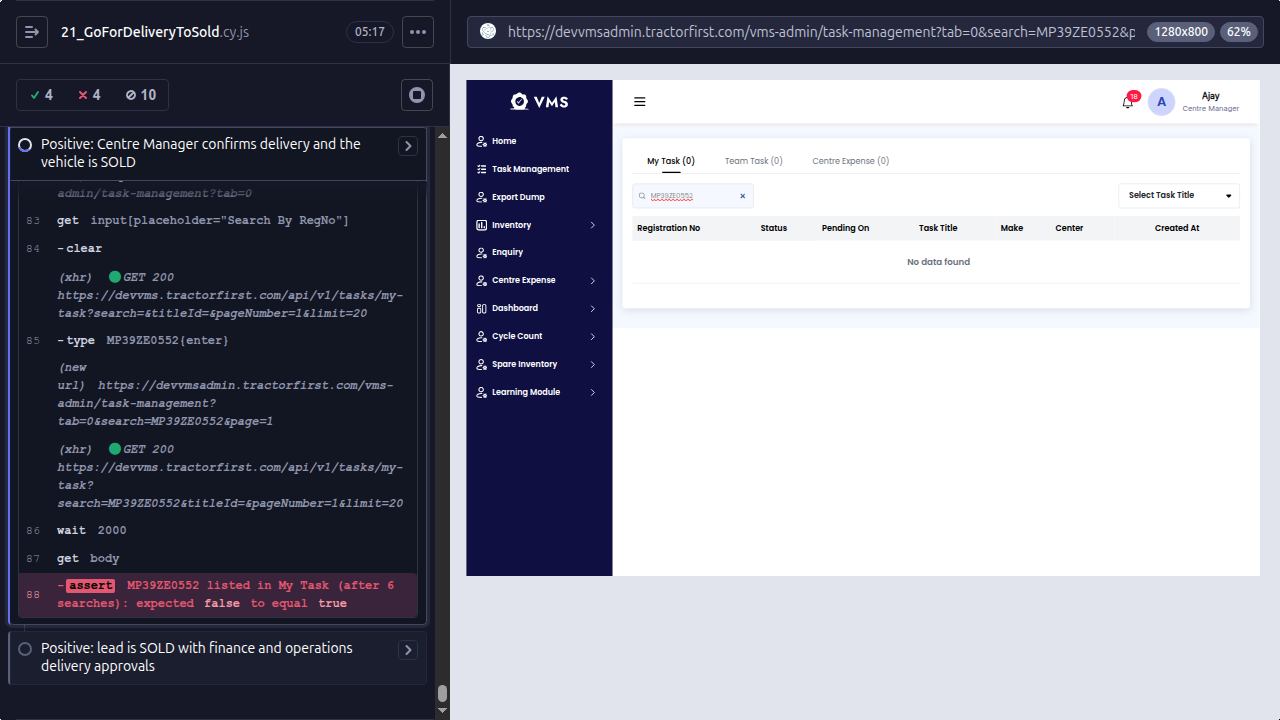 21_GoForDeliveryToSold.cy.js
05:17
https://devvmsadmin.tractorfirst.com/vms-admin/task-management?tab=0&search=MP39ZE0552&p
1280x800
62%
4
4
10
Positive: Centre Manager confirms delivery and the
vehicle is SOLD
admin/task-management?tab=0
83 get input[placeholder="Search By RegNo"]
84 -clear
(xhr) GET 200
https://devvms.tractorfirst.com/api/v1/tasks/my-
task?search=&titleId=&pageNumber=1&limit=20
85 -type MP39ZE0552{enter}
(new
url) https://devvmsadmin.tractorfirst.com/vms-
admin/task-management?
tab=0&search=MP39ZE0552&page=1
(xhr) GET 200
https://devvms.tractorfirst.com/api/v1/tasks/my-
task?
search=MP39ZE0552&titleId=&pageNumber=1&limit=20
86 wait 2000
87 get body
88 -assert MP39ZE0552 listed in My Task (after 6
searches): expected false to equal true
Positive: lead is SOLD with finance and operations
delivery approvals
VMS
Home
Task Management
Export Dump
Inventory
Enquiry
Centre Expense
Dashboard
Cycle Count
Spare Inventory
Learning Module
18
A
Ajay
Centre Manager
My Task (0) Team Task (0) Centre Expense (0)
MP39ZE0552
Select Task Title
Registration No Status Pending On Task Title Make Center Created At
No data found